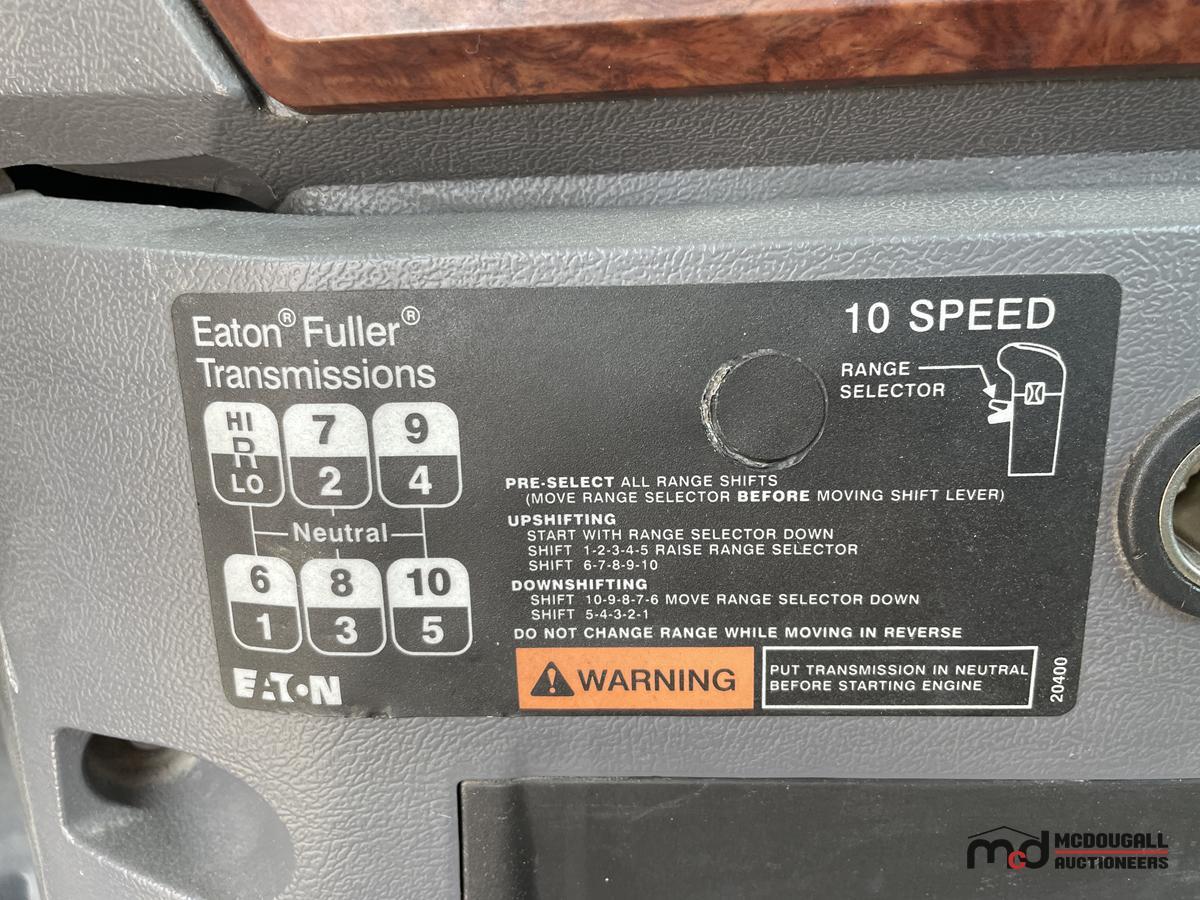 Eaton® Fuller®
Transmissions
10 SPEED
RANGE
SELECTOR
HI
R
LO
7
2
9
4
Neutral
6
1
8
3
10
5
EATON
PRE-SELECT ALL RANGE SHIFTS
(MOVE RANGE SELECTOR BEFORE MOVING SHIFT LEVER)
UPSHIFTING
START WITH RANGE SELECTOR DOWN
SHIFT 1-2-3-4-5 RAISE RANGE SELECTOR
SHIFT 6-7-8-9-10
DOWNSHIFTING
SHIFT 10-9-8-7-6 MOVE RANGE SELECTOR DOWN
SHIFT 5-4-3-2-1
DO NOT CHANGE RANGE WHILE MOVING IN REVERSE
WARNING
PUT TRANSMISSION IN NEUTRAL
BEFORE STARTING ENGINE
20400
mcd MCDOUGALL
AUCTIONEERS